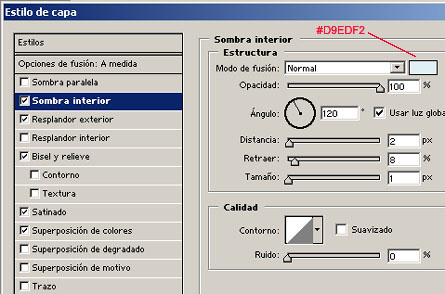 Estilo de capa
#D9EDF2
Estilos
Opciones de fusión: A medida
Sombra paralela
Sombra interior
Resplandor exterior
Resplandor interior
Bisel y relieve
Contorno
Textura
Satinado
Superposición de colores
Superposición de degradado
Superposición de motivo
Trazo
Sombra interior
Estructura
Modo de fusión: Normal
Opacidad: 100 %
Ángulo: 120 ° Usar luz globa
Distancia: 2 px
Retraer: 8 %
Tamaño: 1 px
Calidad
Contorno: Suavizado
Ruido: 0 %